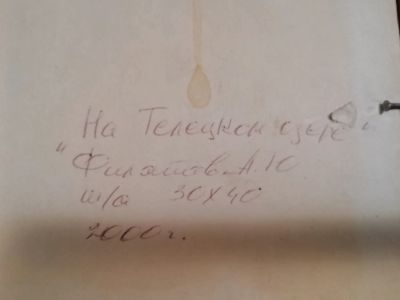 На Телецком озере"
"Филатов. А. Ю
м/о 30х40
2000г.